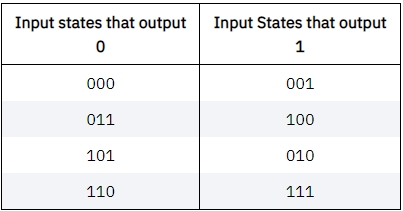 Input states that output 0
Input States that output 1
000 001
011 100
101 010
110 111